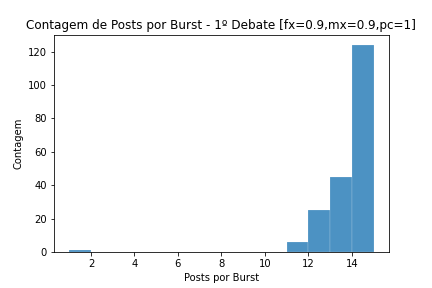 Contagem de Posts por Burst - 1º Debate [fx=0.9,mx=0.9,pc=1]
120
100
80
60
40
20
0
Contagem
2 4 6 8 10 12 14
Posts por Burst